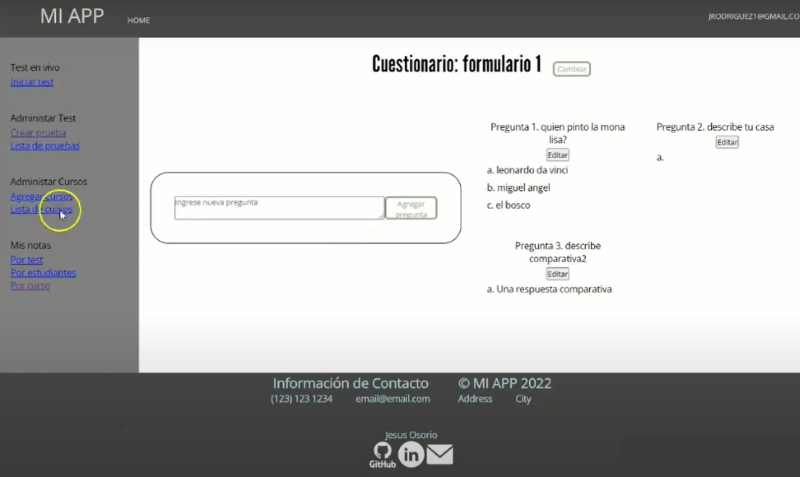 MI APP
HOME
JRODRIGUEZ1@GMAIL.CO
Test en vivo
Iniciar test
Administar Test
Crear prueba
Lista de pruebas
Administar Cursos
Agregar cursos
Lista de cursos
Mis notas
Por test
Por estudiantes
Por curso
Cuestionario: formulario 1
Cambiar
Ingrese nueva pregunta
Agregar
pregunta
Pregunta 1. quien pinto la mona
lisa?
Editar
a. leonardo da vinci
b. miguel angel
c. el bosco
Pregunta 2. describe tu casa
Editar
a.
Pregunta 3. describe
comparativa2
Editar
a. Una respuesta comparativa
Información de Contacto
(123) 123 1234 email@email.com
© MI APP 2022
Address City
Jesus Osorio
GitHub
in